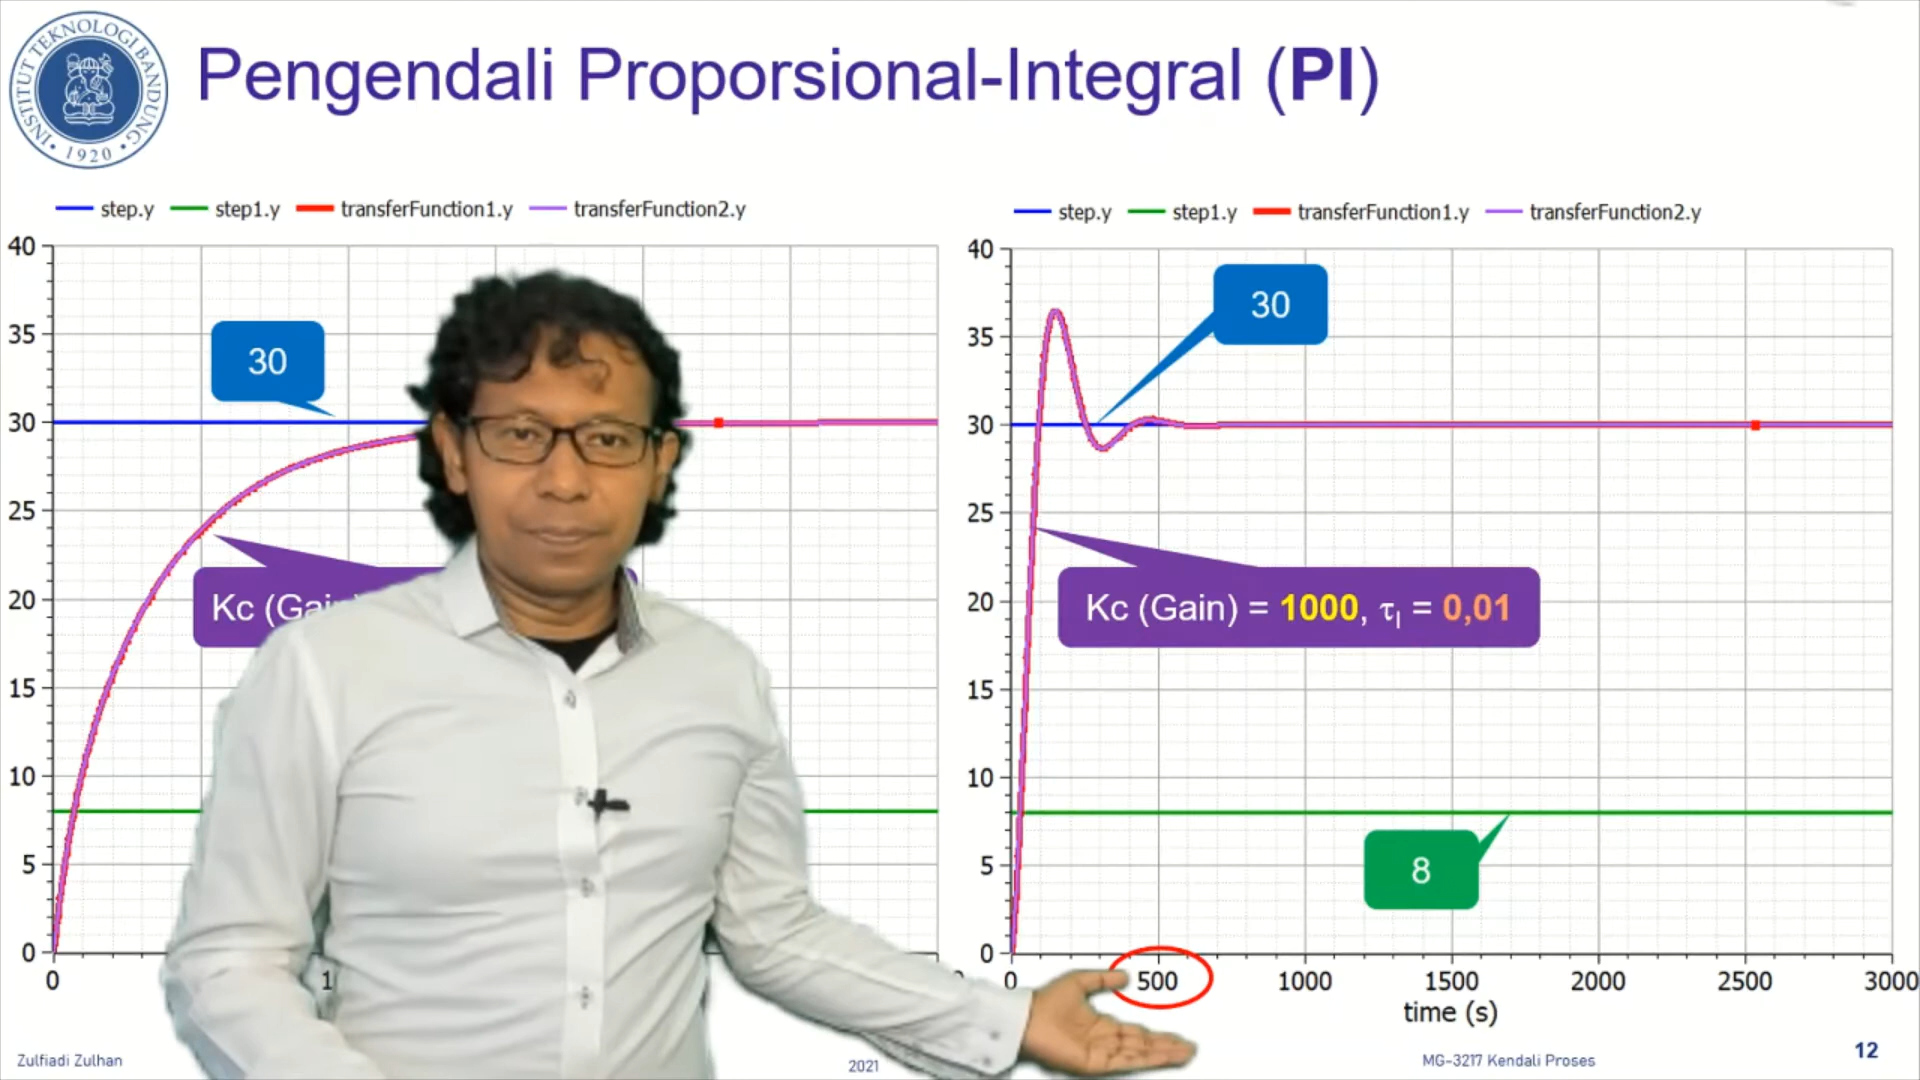 INSTITUT TEKNOLOGI BANDUNG
1920
Pengendali Proporsional-Integral (PI)
step.y step1.y transferFunction1.y transferFunction2.y
40
35
30
25
20
15
10
5
0
0
30
Kc (Gain)
step.y step1.y transferFunction1.y transferFunction2.y
40
35
30
25
20
15
10
5
0
0 500 1000 1500 2000 2500 3000
time (s)
30
Kc (Gain) = 1000, τI = 0,01
8
Zulfiadi Zulhan
2021
MG-3217 Kendali Proses
12